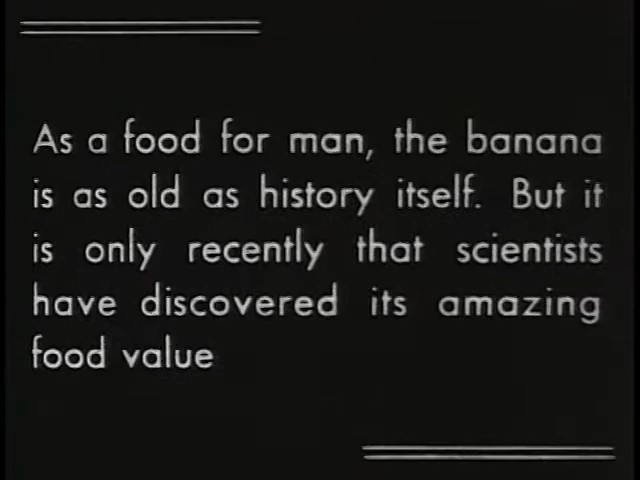 As a food for man, the banana
is as old as history itself. But it
is only recently that scientists
have discovered its amazing
food value